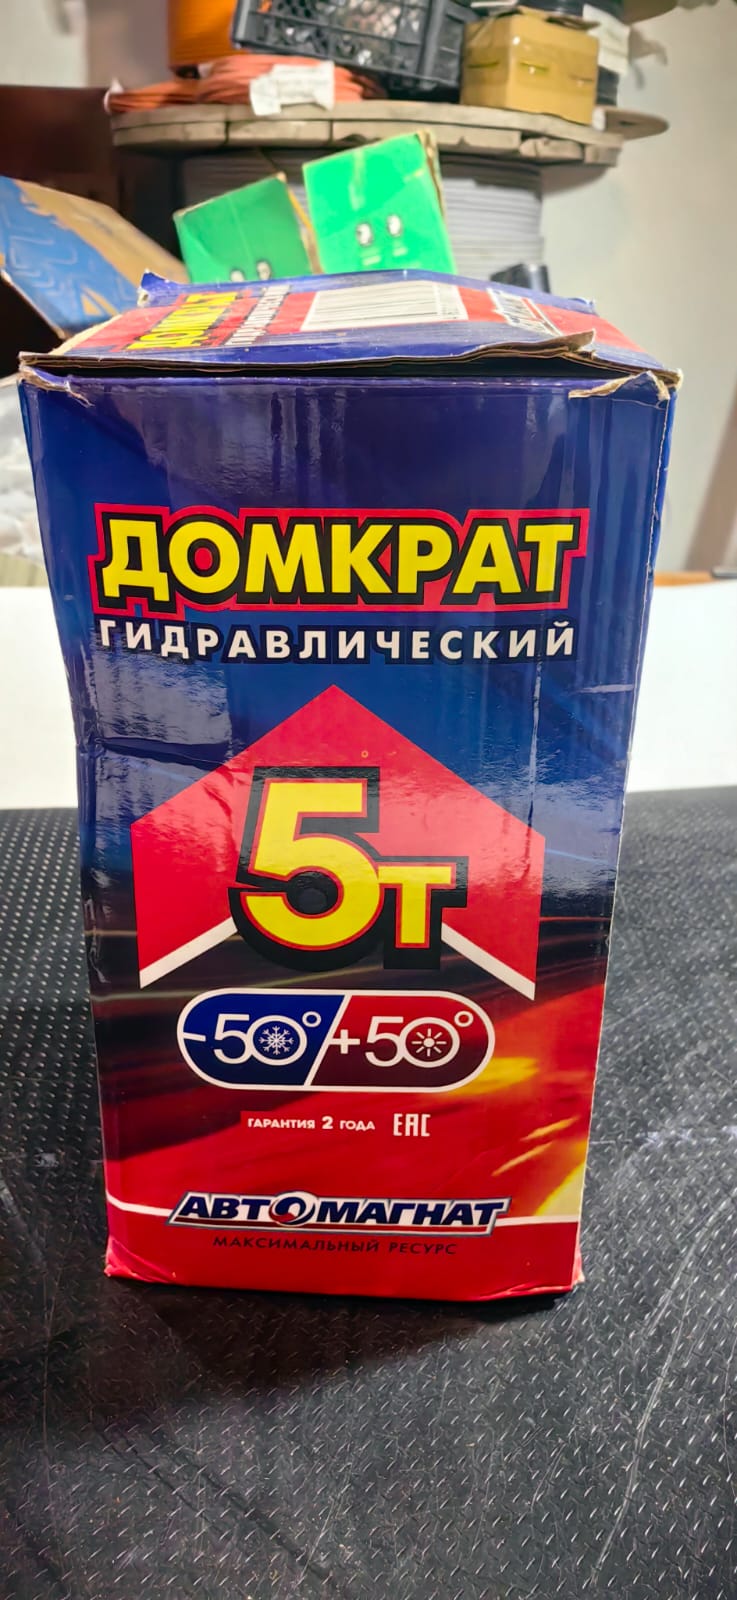 ДОМКРАТ
ГИДРАВЛИЧЕСКИЙ
5т
-50° +50°
ГАРАНТИЯ 2 ГОДА EAC
АВТОМАГНАТ
МАКСИМАЛЬНЫЙ РЕСУРС